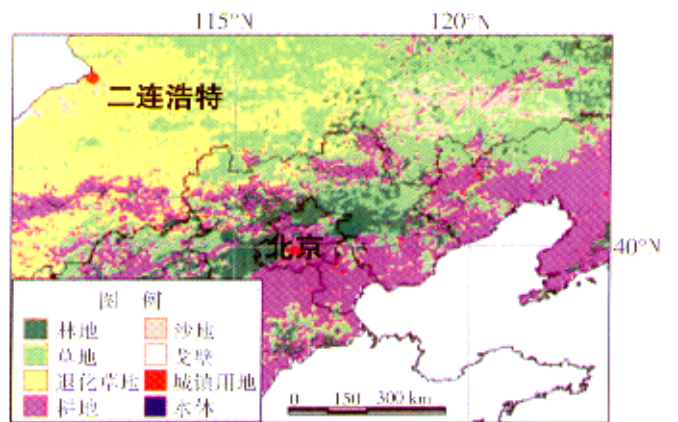 115°N 120°N
二连浩特
北京
40°N
图 例
林地 沙地
草地 戈壁
退化草地 城镇用地
耕地 水体
0 150 300 km